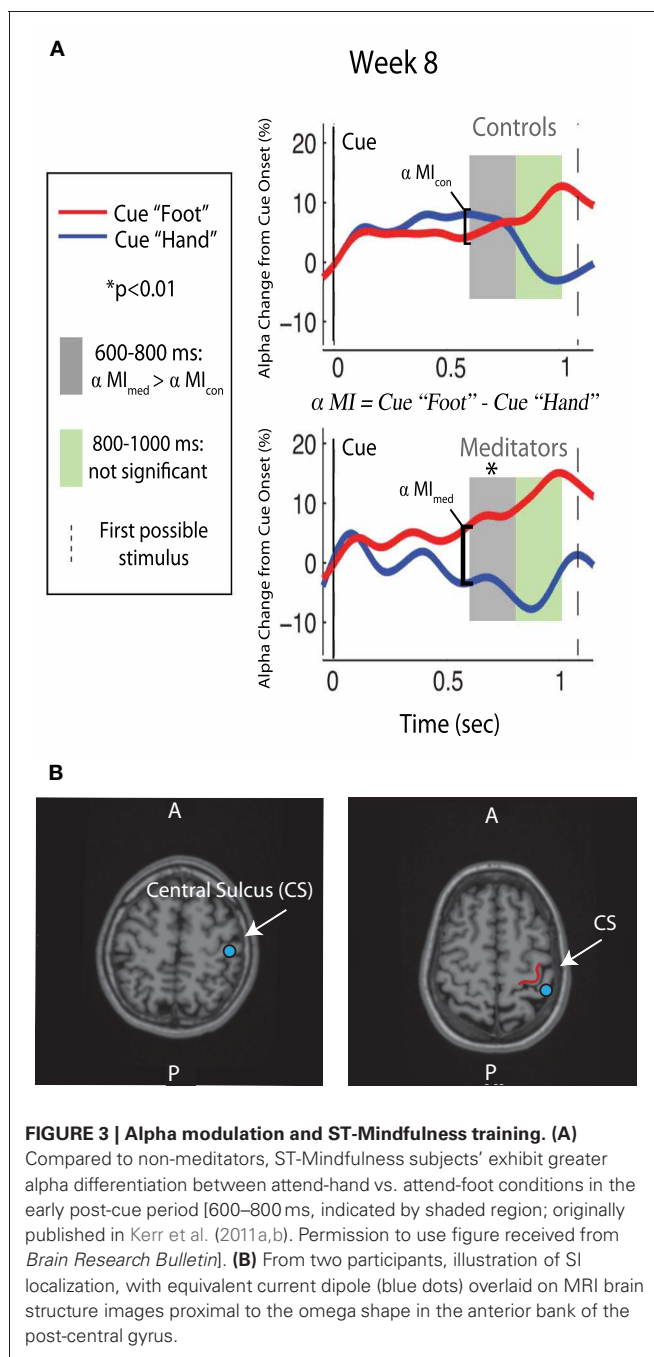 A
Week 8
Cue "Foot"
Cue "Hand"
*p<0.01
600-800 ms:
α MImed > α MIcon
800-1000 ms:
not significant
First possible
stimulus
Alpha Change from Cue Onset (%)
20
10
0
−10
Cue
Controls
α MIcon
0
0.5
1
α MI = Cue "Foot" - Cue "Hand"
Alpha Change from Cue Onset (%)
20
10
0
−10
Cue
Meditators
*
α MImed
0
0.5
1
Time (sec)
B
A
Central Sulcus (CS)
P
A
CS
P
FIGURE 3 | Alpha modulation and ST-Mindfulness training. (A)
Compared to non-meditators, ST-Mindfulness subjects' exhibit greater
alpha differentiation between attend-hand vs. attend-foot conditions in the
early post-cue period [600–800 ms, indicated by shaded region; originally
published in Kerr et al. (2011a,b). Permission to use figure received from
Brain Research Bulletin]. (B) From two participants, illustration of SI
localization, with equivalent current dipole (blue dots) overlaid on MRI brain
structure images proximal to the omega shape in the anterior bank of the
post-central gyrus.